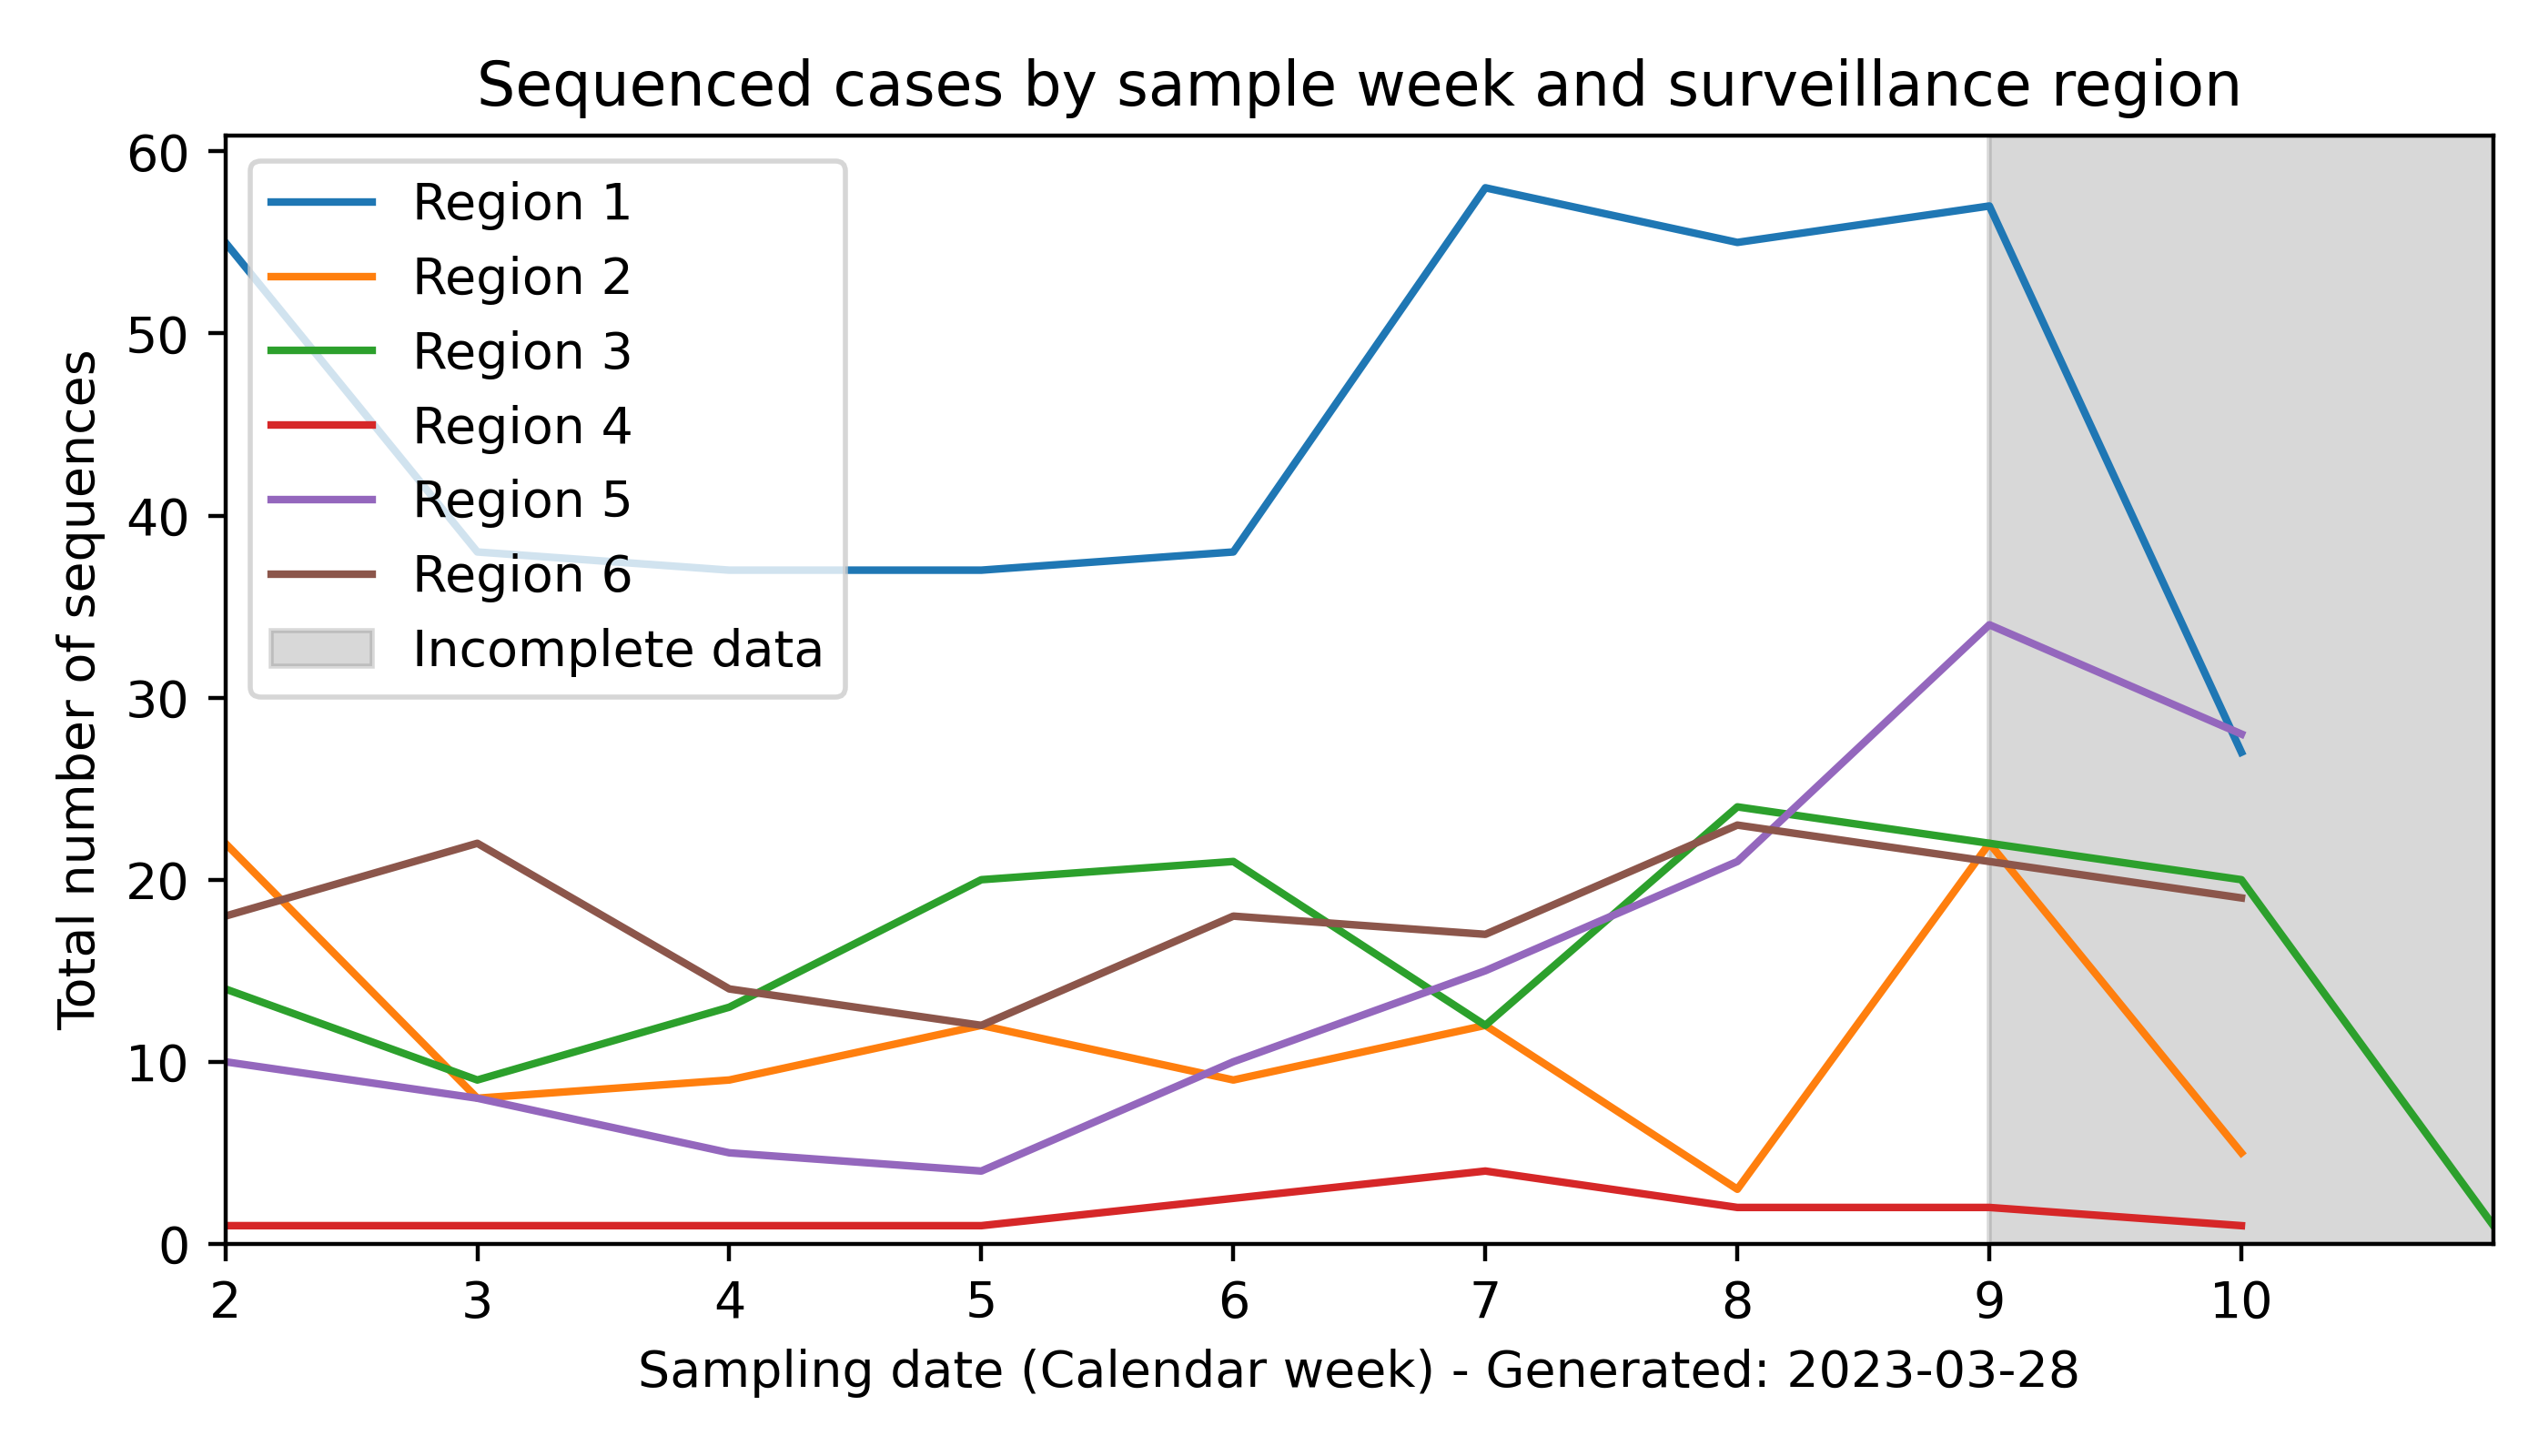 Sequenced cases by sample week and surveillance region
60
50
40
30
20
10
0
Total number of sequences
Region 1
Region 2
Region 3
Region 4
Region 5
Region 6
Incomplete data
2 3 4 5 6 7 8 9 10
Sampling date (Calendar week) - Generated: 2023-03-28